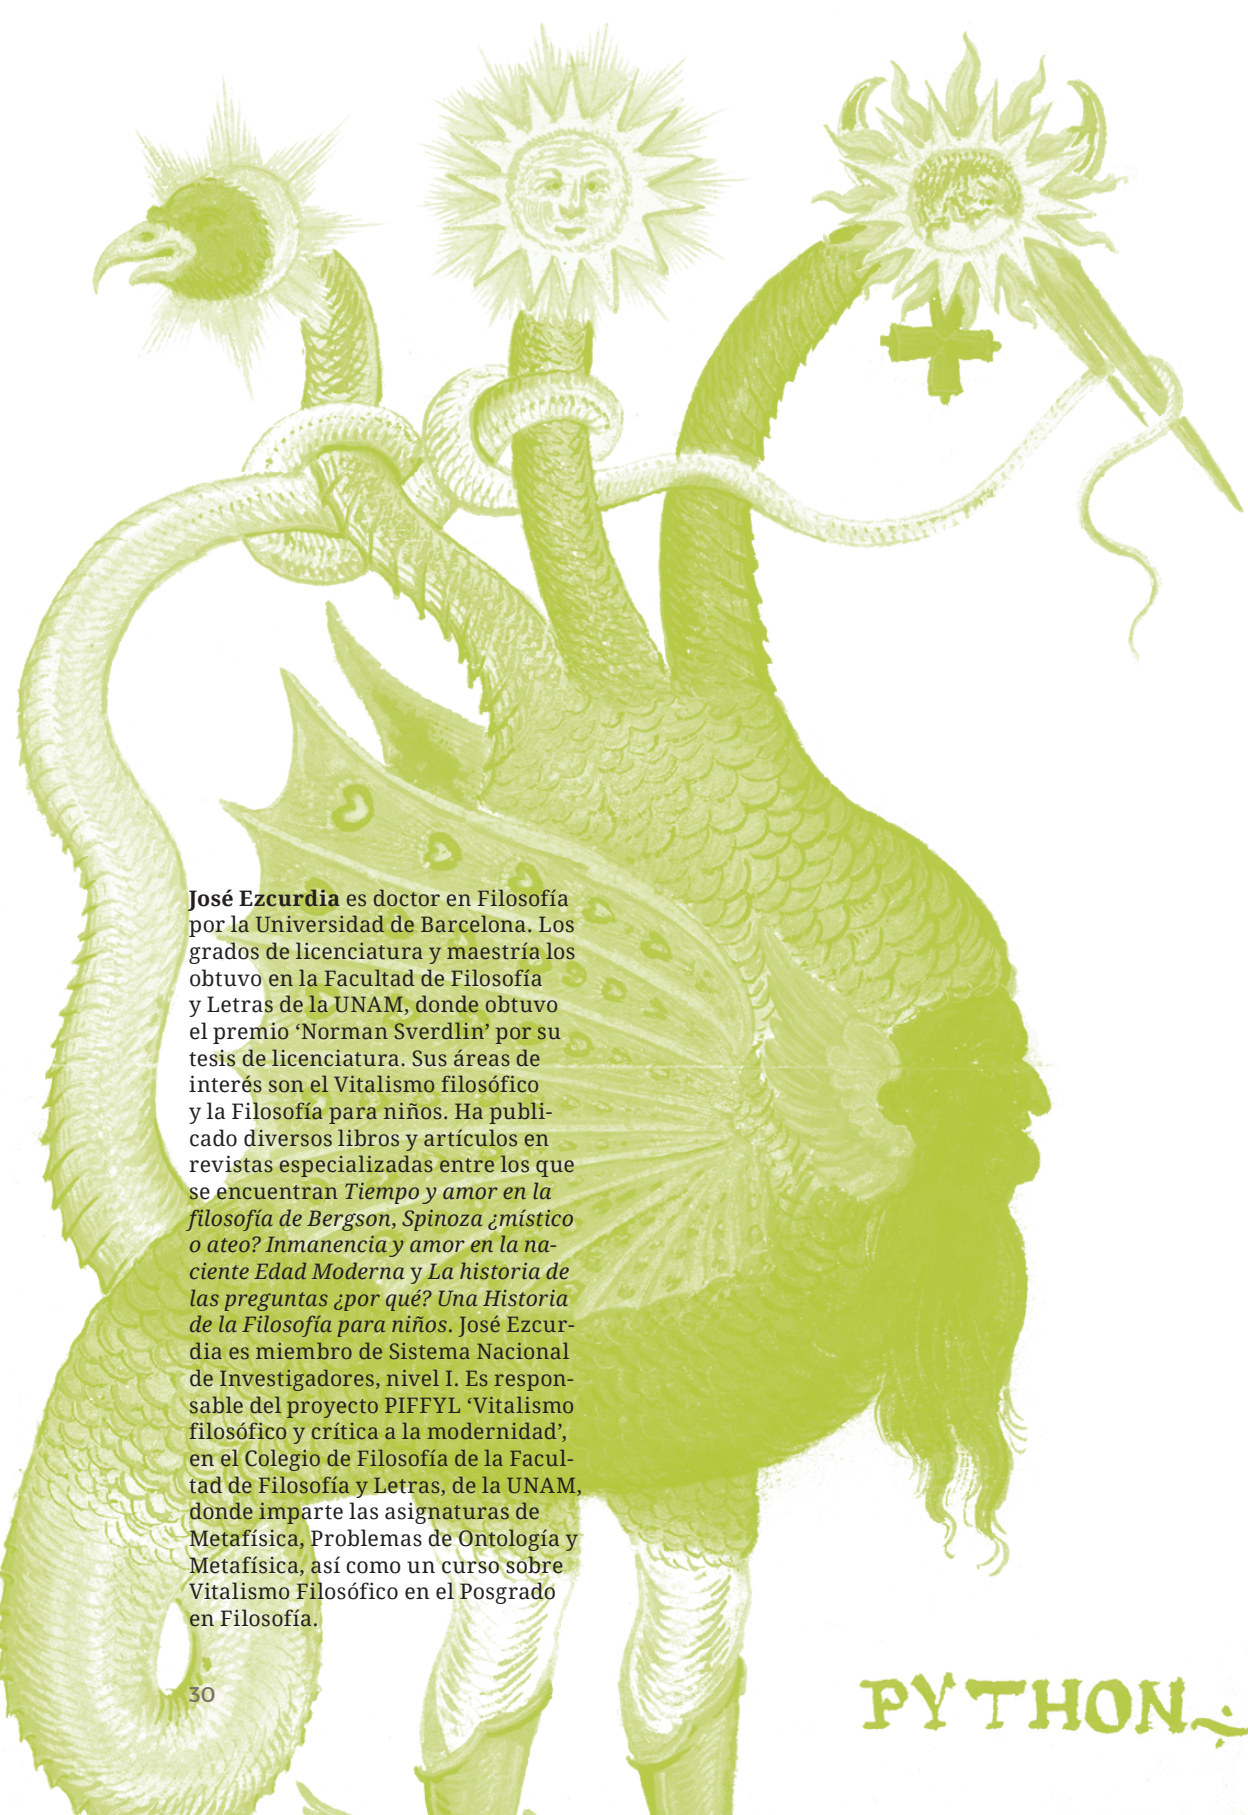 José Ezcurdia es doctor en Filosofía
por la Universidad de Barcelona. Los
grados de licenciatura y maestría los
obtuvo en la Facultad de Filosofía
y Letras de la UNAM, donde obtuvo
el premio ‘Norman Sverdlin’ por su
tesis de licenciatura. Sus áreas de
interés son el Vitalismo filosófico
y la Filosofía para niños. Ha publi-
cado diversos libros y artículos en
revistas especializadas entre los que
se encuentran Tiempo y amor en la
filosofía de Bergson, Spinoza ¿místico
o ateo? Inmanencia y amor en la na-
ciente Edad Moderna y La historia de
las preguntas ¿por qué? Una Historia
de la Filosofía para niños. José Ezcur-
dia es miembro de Sistema Nacional
de Investigadores, nivel I. Es respon-
sable del proyecto PIFFYL ‘Vitalismo
filosófico y crítica a la modernidad’,
en el Colegio de Filosofía de la Facul-
tad de Filosofía y Letras, de la UNAM,
donde imparte las asignaturas de
Metafísica, Problemas de Ontología y
Metafísica, así como un curso sobre
Vitalismo Filosófico en el Posgrado
en Filosofía.
30
PYTHON